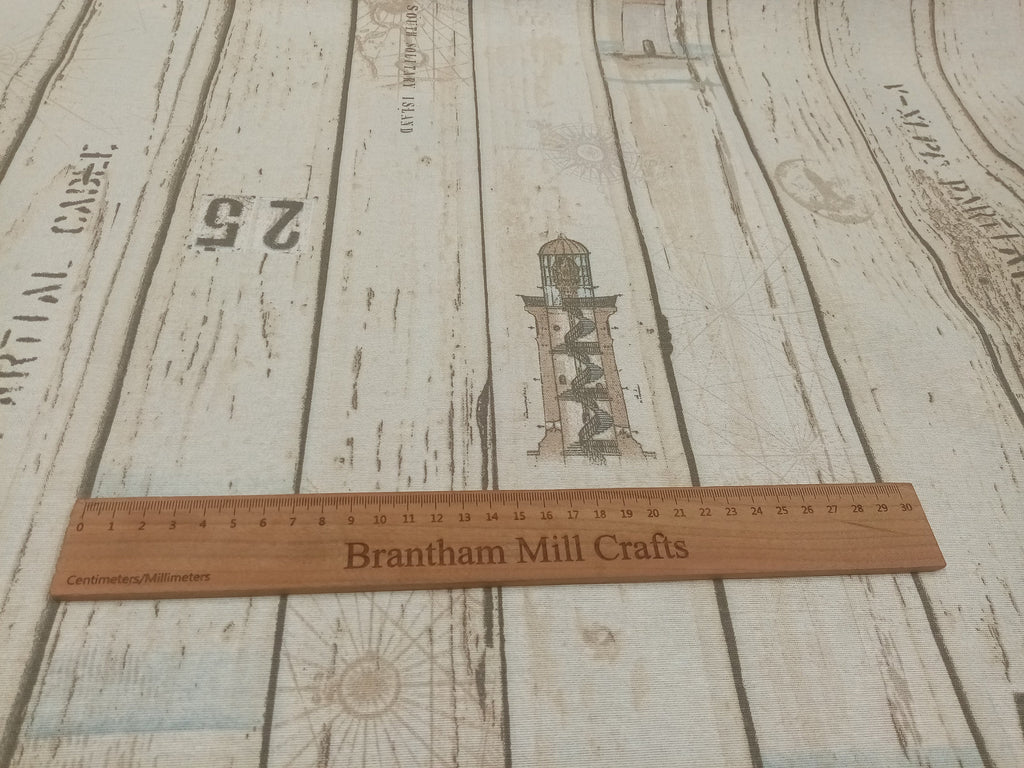 SOUTH SOLITARY ISLAND
25
0 1 2 3 4 5 6 7 8 9 10 11 12 13 14 15 16 17 18 19 20 21 22 23 24 25 26 27 28 29 30
Brantham Mill Crafts
Centimeters/Millimeters